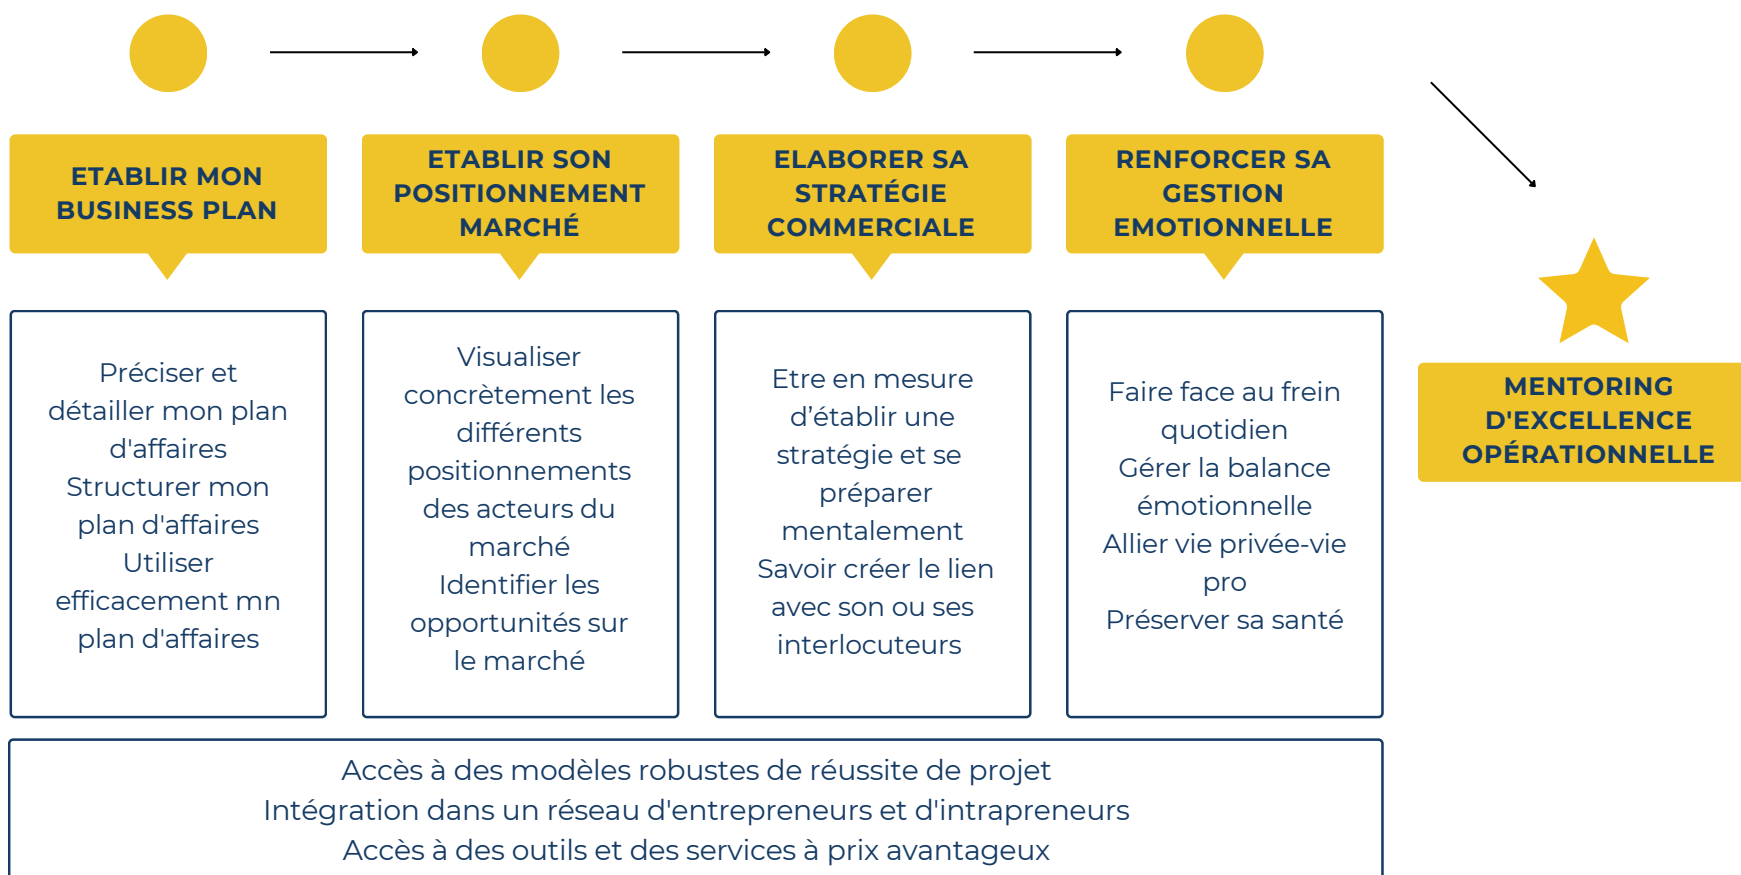 ETABLIR MON
BUSINESS PLAN
ETABLIR SON
POSITIONNEMENT
MARCHÉ
ELABORER SA
STRATÉGIE
COMMERCIALE
RENFORCER SA
GESTION
EMOTIONNELLE
Préciser et
détailler mon plan
d'affaires
Structurer mon
plan d'affaires
Utiliser
efficacement mn
plan d'affaires
Visualiser
concrètement les
différents
positionnements
des acteurs du
marché
Identifier les
opportunités sur
le marché
Etre en mesure
d’établir une
stratégie et se
préparer
mentalement
Savoir créer le lien
avec son ou ses
interlocuteurs
Faire face au frein
quotidien
Gérer la balance
émotionnelle
Allier vie privée-vie
pro
Préserver sa santé
MENTORING
D'EXCELLENCE
OPÉRATIONNELLE
Accès à des modèles robustes de réussite de projet
Intégration dans un réseau d'entrepreneurs et d'intrapreneurs
Accès à des outils et des services à prix avantageux